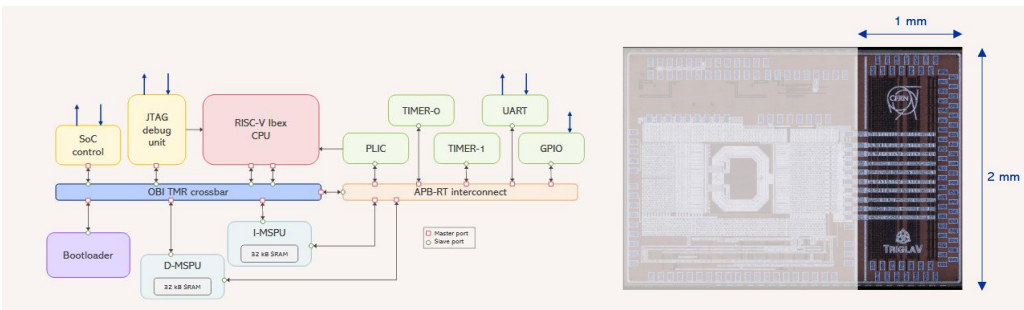 1 mm
JTAG
debug
unit
RISC-V Ibex
CPU
TIMER-0
UART
SoC
control
PLIC
TIMER-1
GPIO
CERN
2 mm
OBI TMR crossbar
APB-RT interconnect
I-MSPU
32 kB SRAM
Master port
Slave port
Bootloader
D-MSPU
32 kB SRAM
TRIGLAV